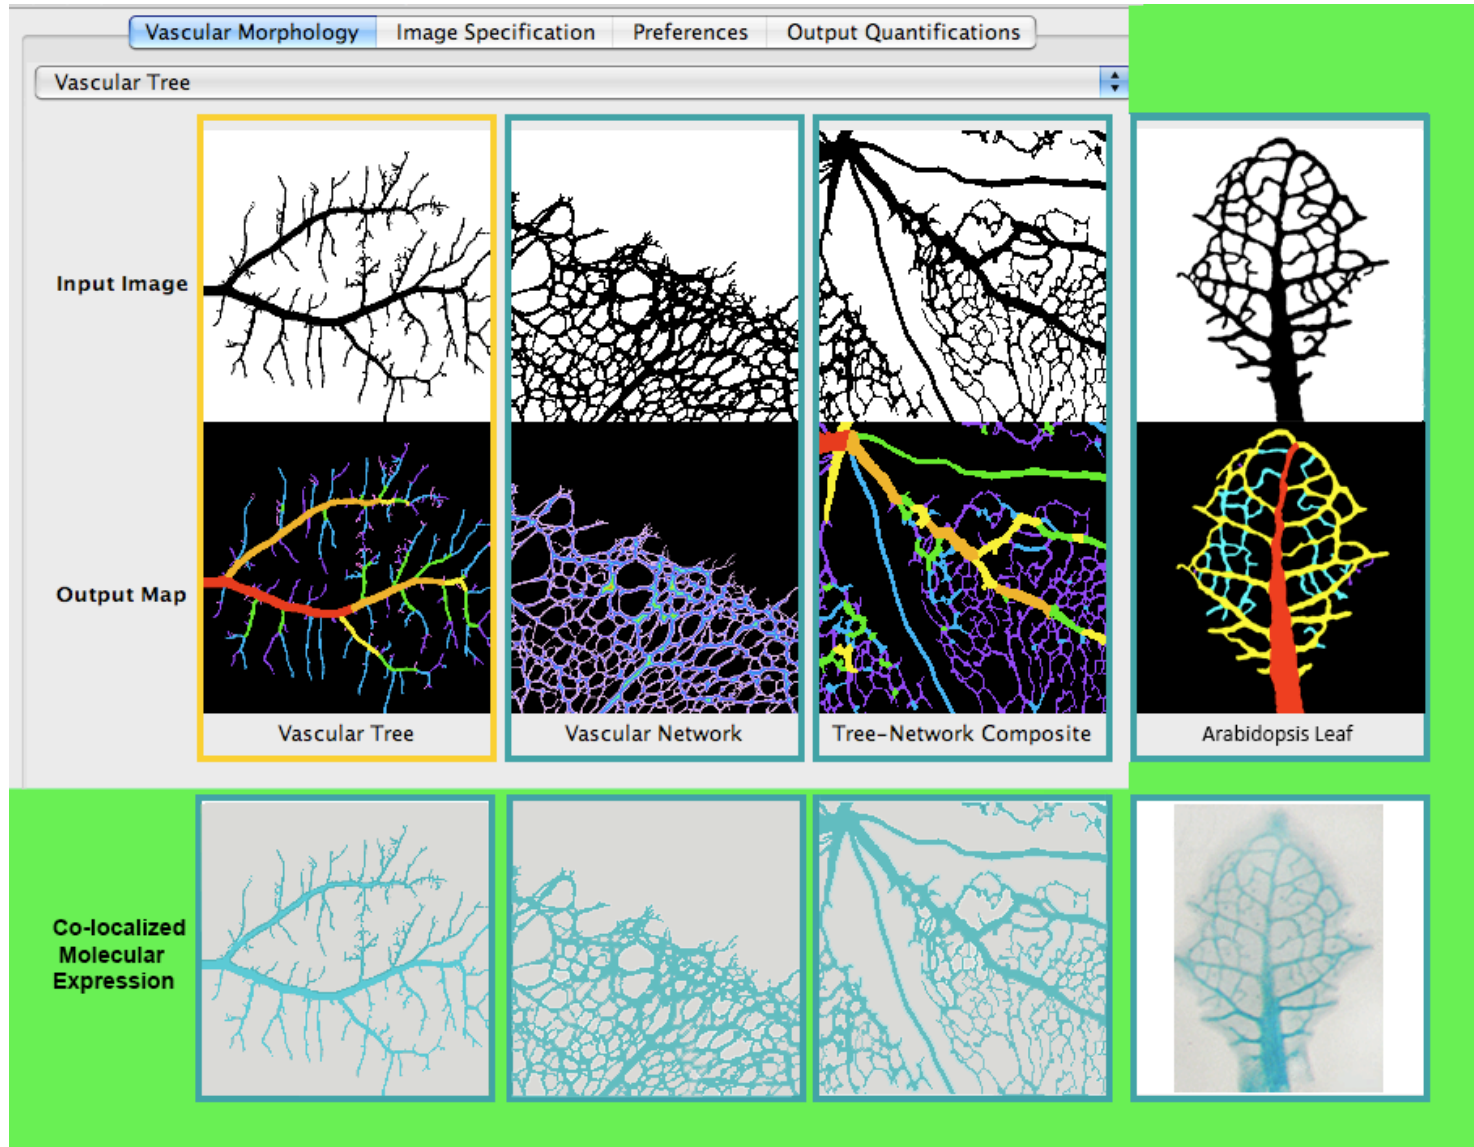 Vascular Morphology Image Specification Preferences Output Quantifications
Vascular Tree
Input Image
Output Map
Vascular Tree Vascular Network Tree-Network Composite Arabidopsis Leaf
Co-localized
Molecular
Expression